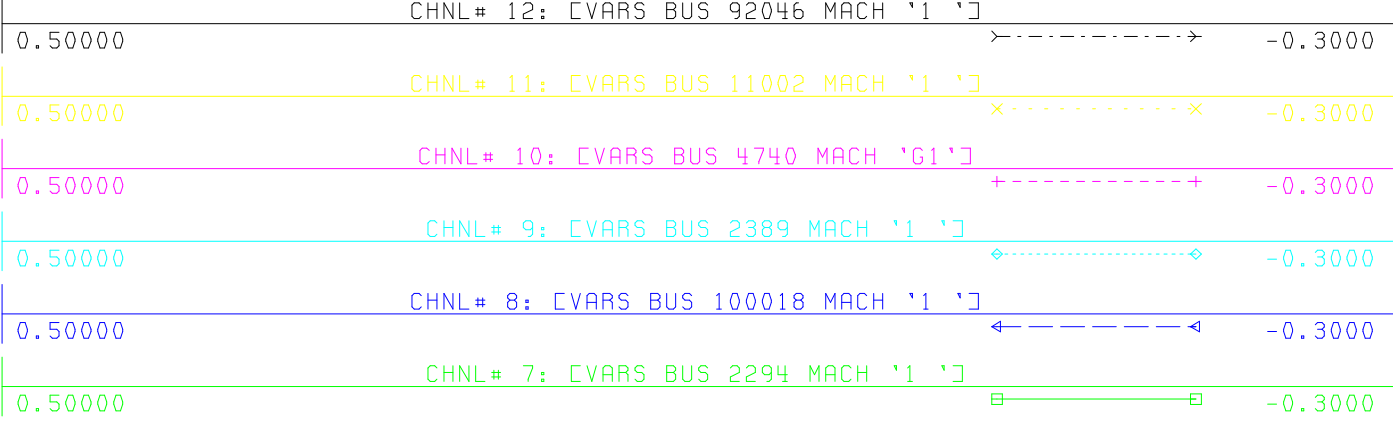 CHNL# 12: [VARS BUS 92046 MACH '1 ']
0.50000 -0.3000
CHNL# 11: [VARS BUS 11002 MACH '1 ']
0.50000 -0.3000
CHNL# 10: [VARS BUS 4740 MACH 'G1']
0.50000 -0.3000
CHNL# 9: [VARS BUS 2389 MACH '1 ']
0.50000 -0.3000
CHNL# 8: [VARS BUS 100018 MACH '1 ']
0.50000 -0.3000
CHNL# 7: [VARS BUS 2294 MACH '1 ']
0.50000 -0.3000